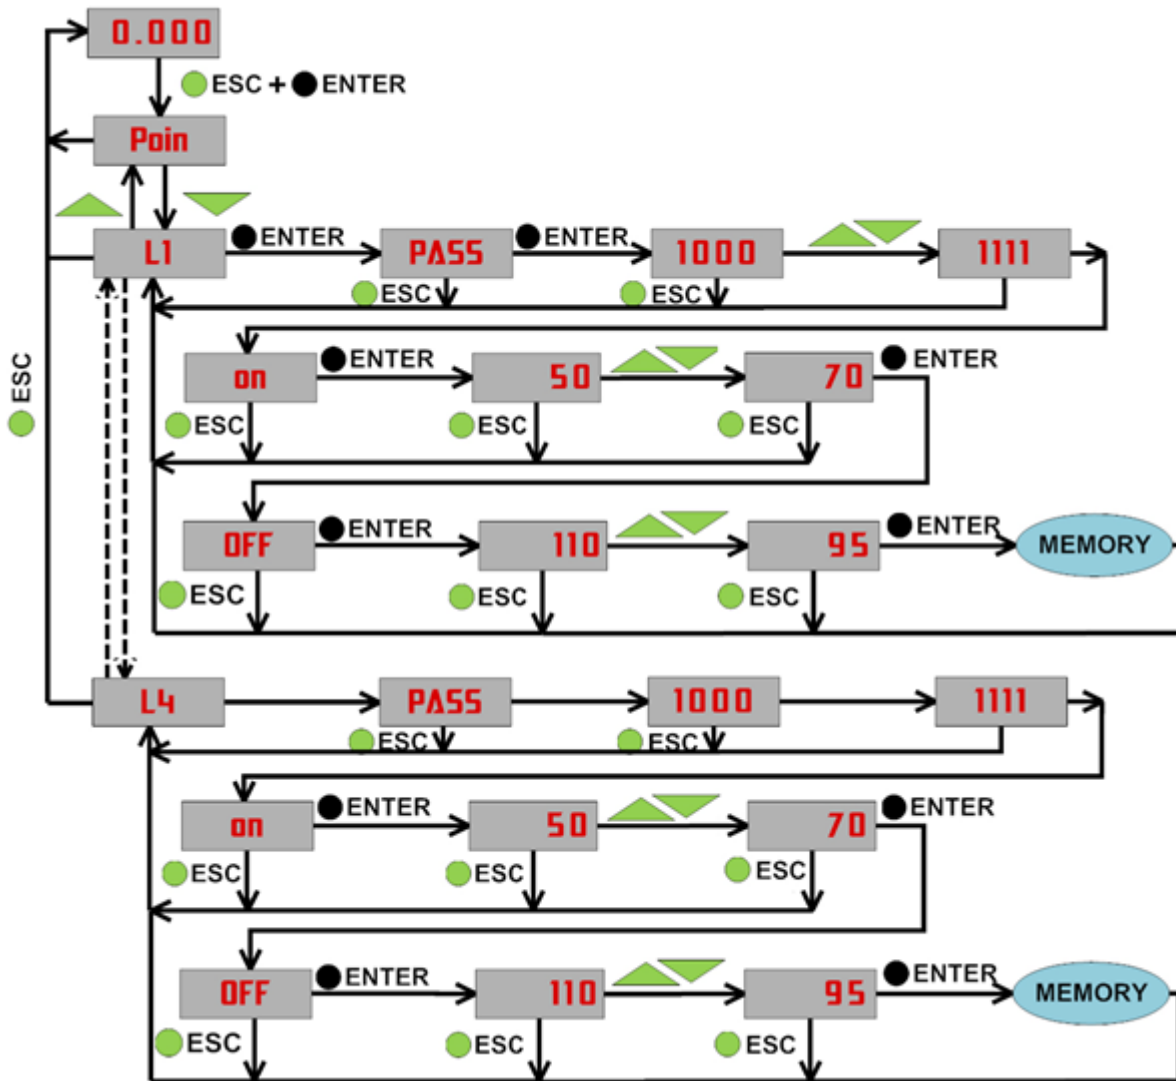 0.000
ESC + ENTER
Poin
L1 ENTER PASS ENTER 1000 1111
ESC ESC
on ENTER 50 70 ENTER
ESC ESC ESC
OFF ENTER 110 95 ENTER MEMORY
ESC ESC ESC
ESC
L4 PASS 1000 1111
ESC ESC
on ENTER 50 70 ENTER
ESC ESC ESC
OFF ENTER 110 95 ENTER MEMORY
ESC ESC ESC